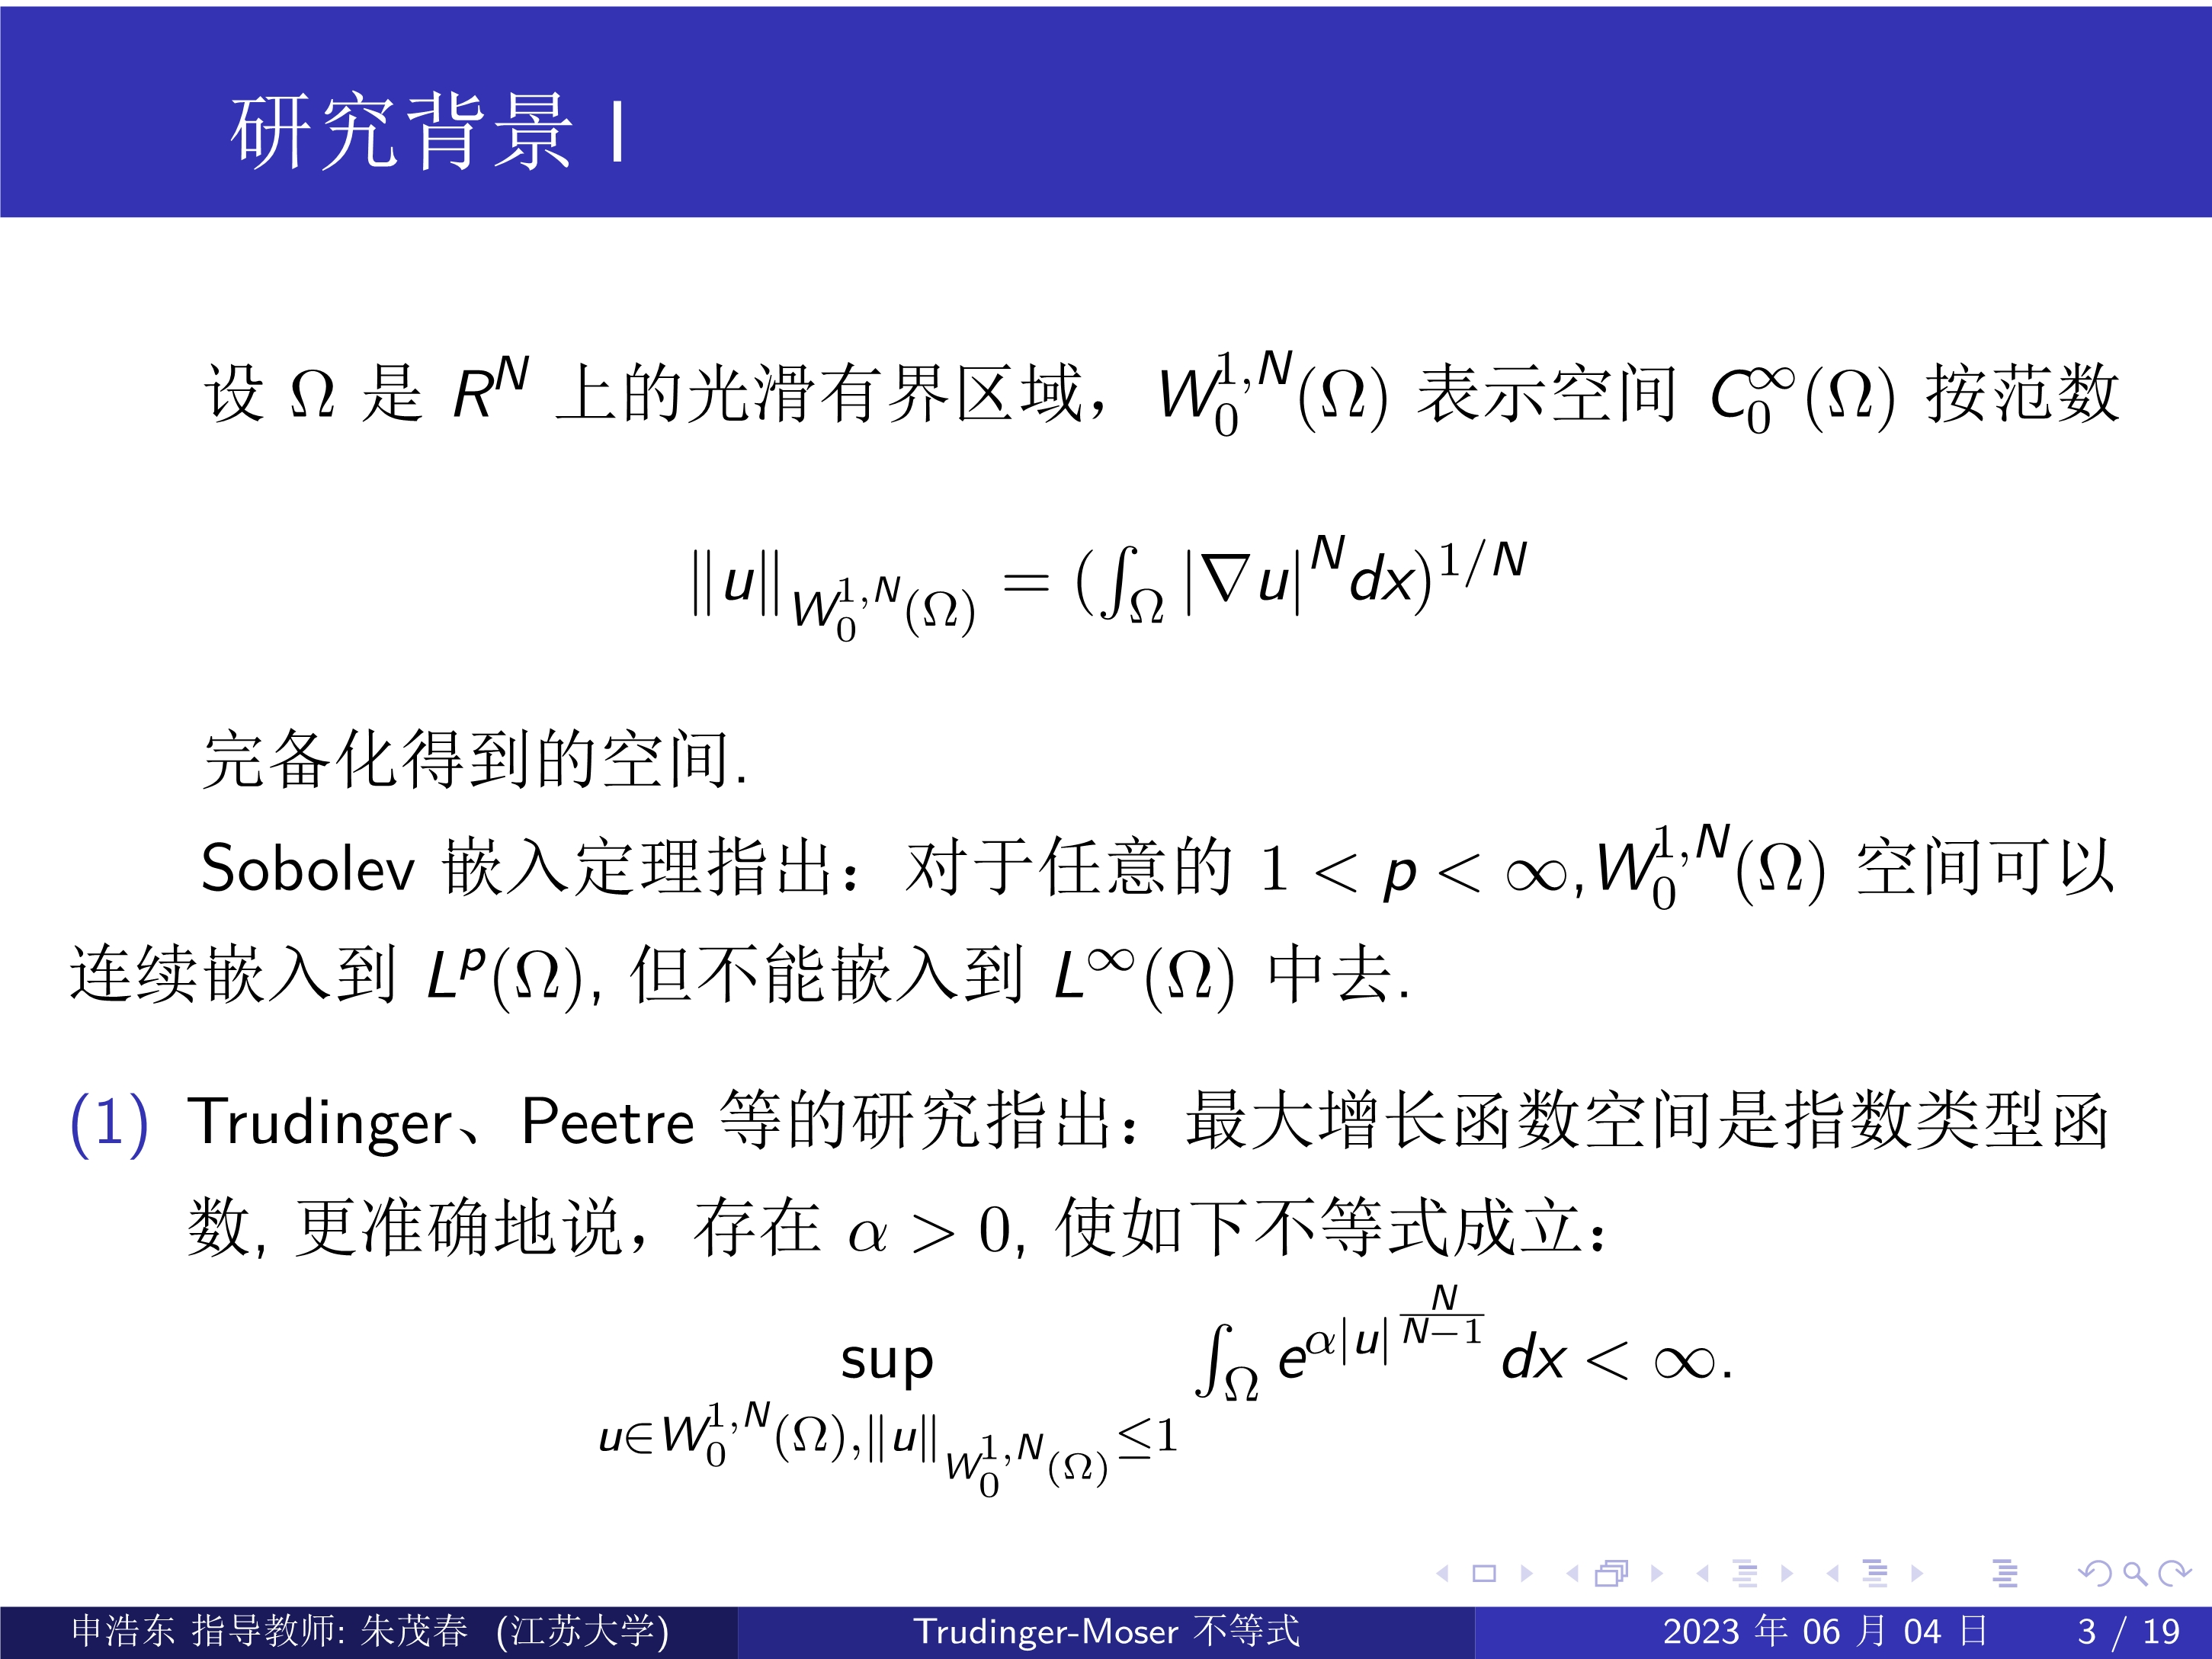 研究背景 I
设 Ω 是 R^N 上的光滑有界区域，W_0^{1,N}(Ω) 表示空间 C_0^∞(Ω) 按范数
‖u‖_{W_0^{1,N}(Ω)} = (∫_Ω |∇u|^N dx)^{1/N}
完备化得到的空间.
Sobolev 嵌入定理指出：对于任意的 1 < p < ∞,W_0^{1,N}(Ω) 空间可以
连续嵌入到 L^p(Ω), 但不能嵌入到 L^∞(Ω) 中去.
(1) Trudinger、Peetre 等的研究指出：最大增长函数空间是指数类型函
数, 更准确地说，存在 α > 0, 使如下不等式成立：
sup_{u∈W_0^{1,N}(Ω),‖u‖_{W_0^{1,N}(Ω)}≤1} ∫_Ω e^{α|u|^{\frac{N}{N−1}}} dx < ∞.
申浩东 指导教师: 朱茂春 (江苏大学) Trudinger-Moser 不等式 2023 年 06 月 04 日 3 / 19